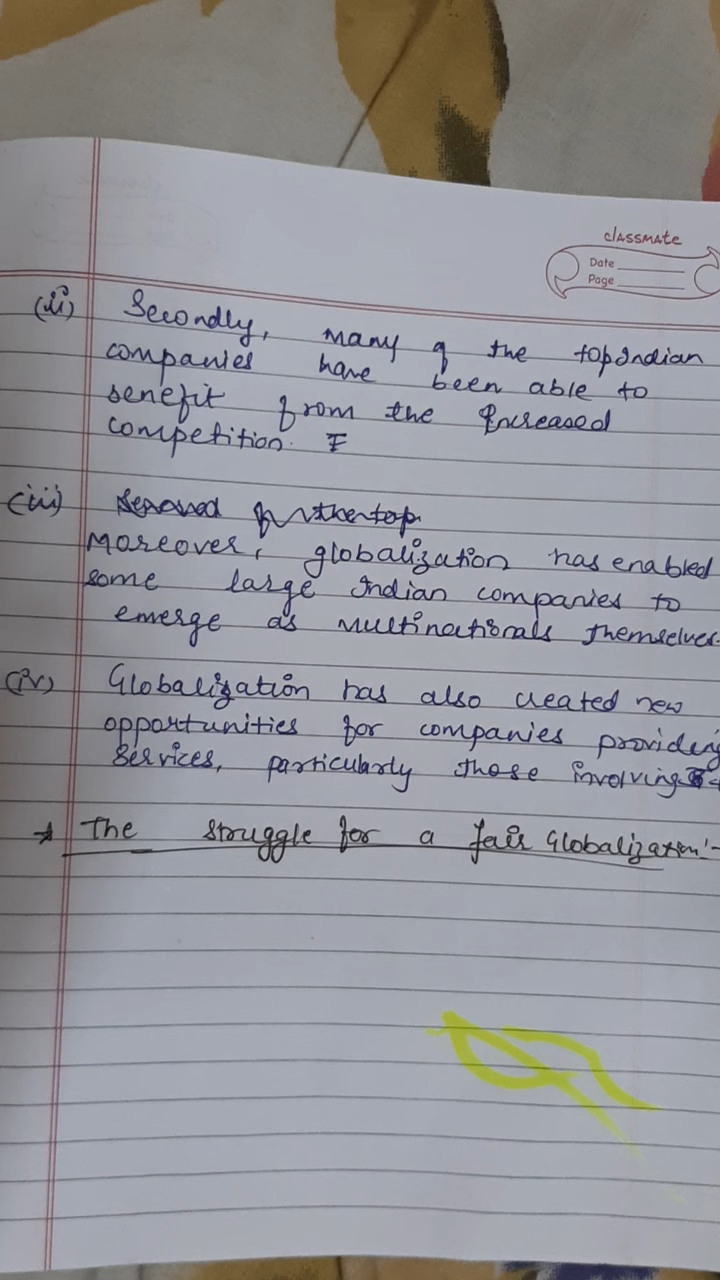 classmate
Date
Page
(ii) Secondly, many of the top Indian
companies have been able to
benefit from the increased
competition.
(iii)
Moreover, globalization has enabled
some large Indian companies to
emerge as multinationals themselves.
(iv) Globalization has also created new
opportunities for companies providing
services, particularly those involving
* The struggle for a fair Globalization:-